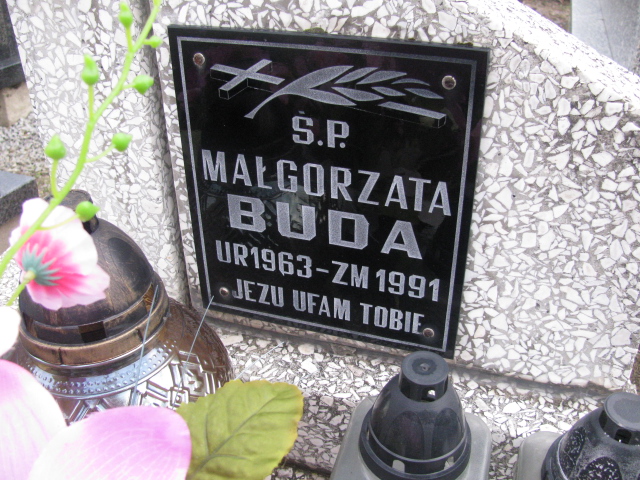 Ś.P.
MAŁGORZATA
BUDA
UR1963-ZM1991
JEZU UFAM TOBIE